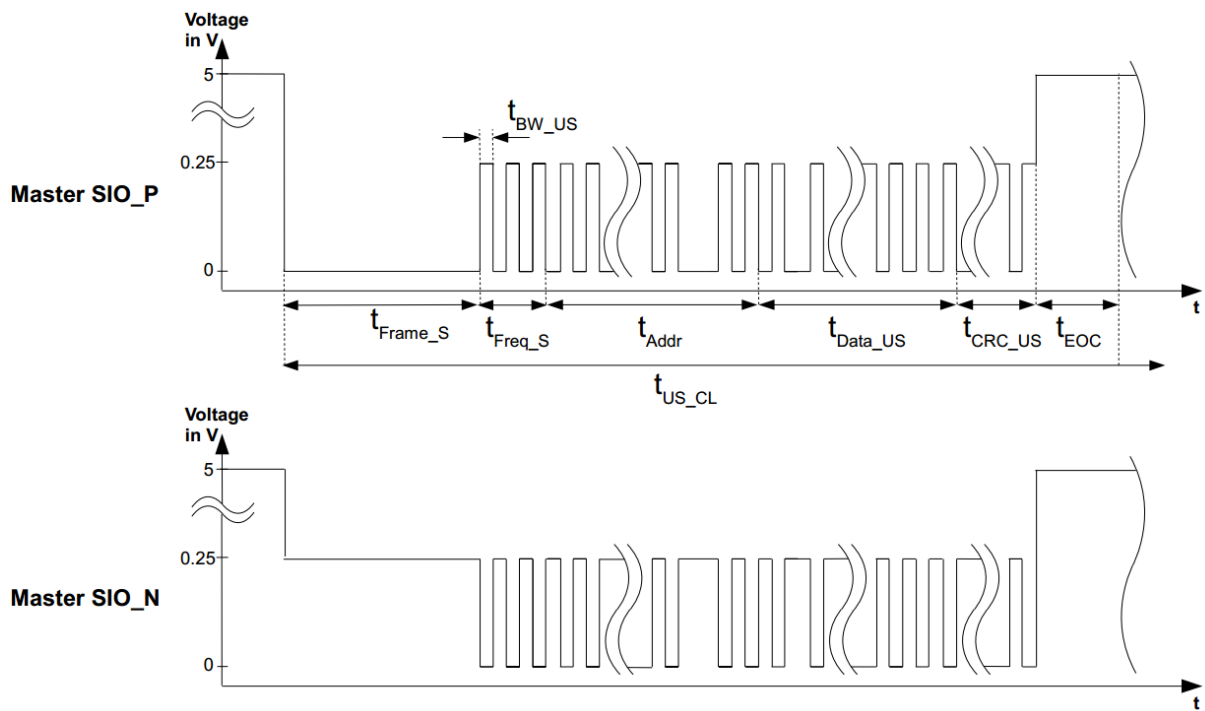 Voltage
in V
5
t_BW_US
0.25
Master SIO_P
0
t
t_Frame_S
t_Freq_S
t_Addr
t_Data_US
t_CRC_US
t_EOC
t_US_CL
Voltage
in V
5
0.25
Master SIO_N
0
t